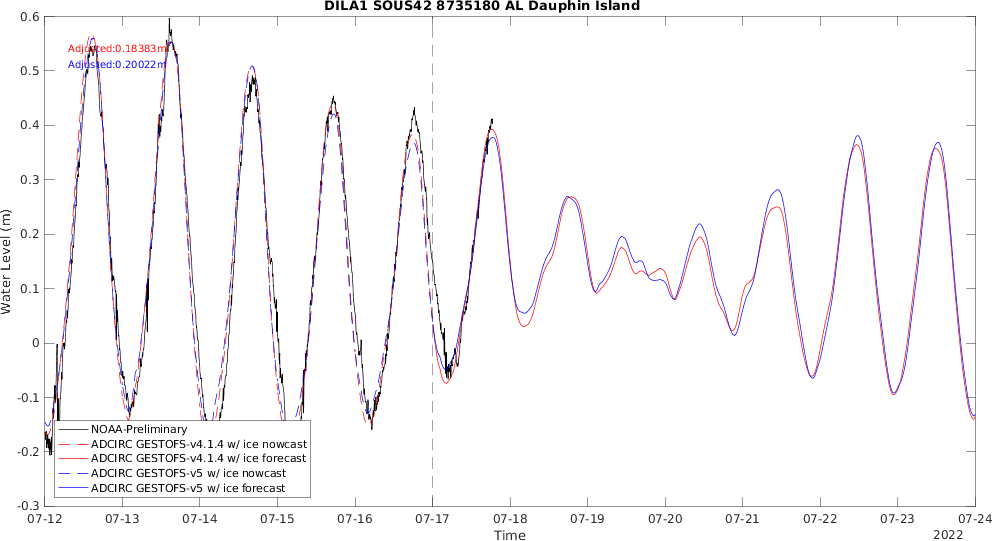 DILA1 SOUS42 8735180 AL Dauphin Island
Adjusted:0.18383m
Adjusted:0.20022m
Water Level (m)
0.6
0.5
0.4
0.3
0.2
0.1
0
-0.1
-0.2
-0.3
NOAA-Preliminary
ADCIRC GESTOFS-v4.1.4 w/ ice nowcast
ADCIRC GESTOFS-v4.1.4 w/ ice forecast
ADCIRC GESTOFS-v5 w/ ice nowcast
ADCIRC GESTOFS-v5 w/ ice forecast
07-12 07-13 07-14 07-15 07-16 07-17 07-18 07-19 07-20 07-21 07-22 07-23 07-24
Time
2022